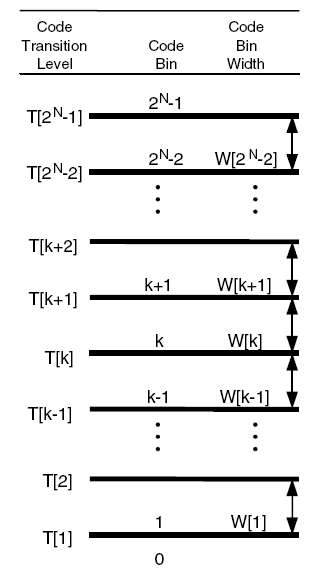 Code Transition Level Code Bin Code Bin Width
2^N-1
T[2^N-1]
T[2^N-2] 2^N-2 W[2^N-2]
T[k+2]
T[k+1] k+1 W[k+1]
T[k] k W[k]
T[k-1] k-1 W[k-1]
T[2]
T[1] 1 W[1]
0